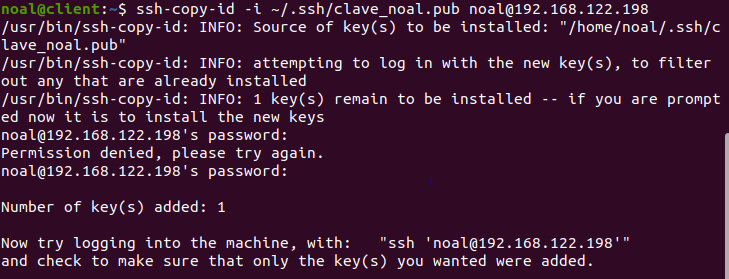 noal@client:~$ ssh-copy-id -i ~/.ssh/clave_noal.pub noal@192.168.122.198
/usr/bin/ssh-copy-id: INFO: Source of key(s) to be installed: "/home/noal/.ssh/c
lave_noal.pub"
/usr/bin/ssh-copy-id: INFO: attempting to log in with the new key(s), to filter
out any that are already installed
/usr/bin/ssh-copy-id: INFO: 1 key(s) remain to be installed -- if you are prompt
ed now it is to install the new keys
noal@192.168.122.198's password:
Permission denied, please try again.
noal@192.168.122.198's password:

Number of key(s) added: 1

Now try logging into the machine, with:   "ssh 'noal@192.168.122.198'"
and check to make sure that only the key(s) you wanted were added.